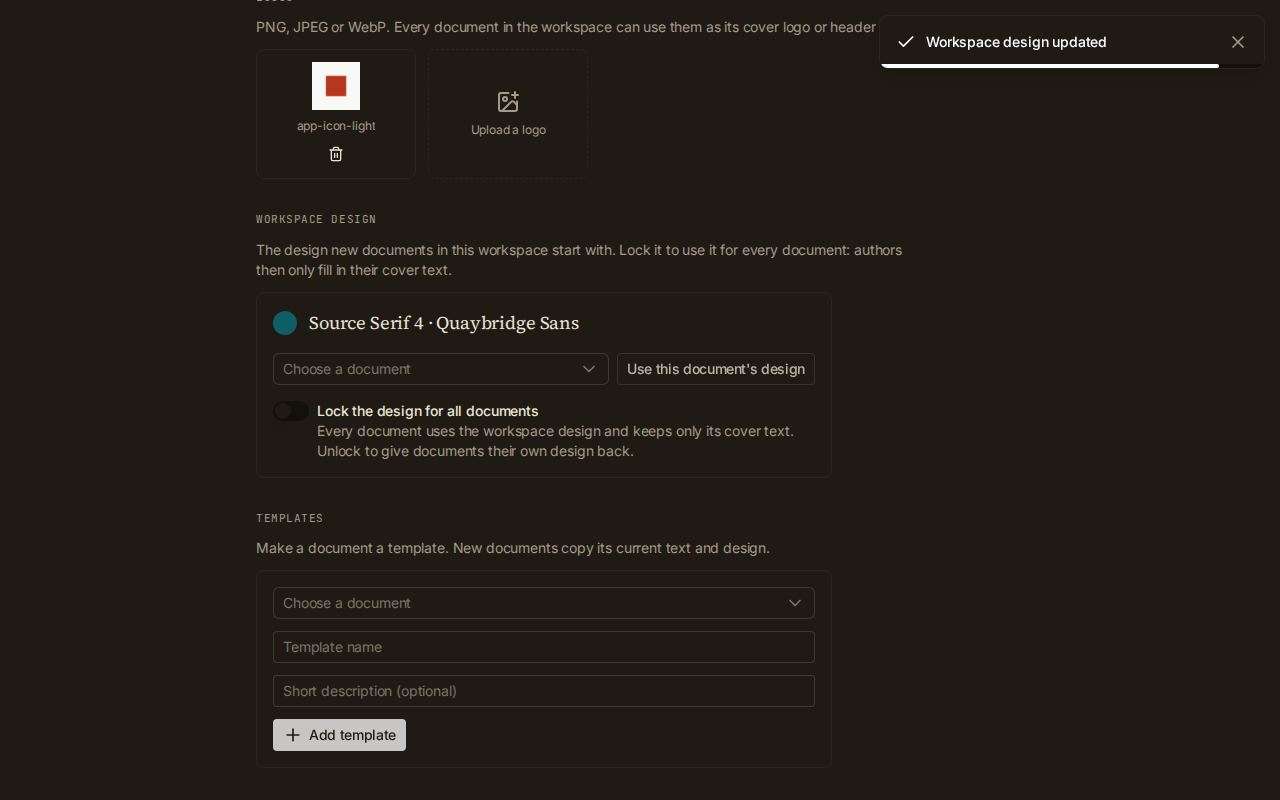 PNG, JPEG or WebP. Every document in the workspace can use them as its cover logo or header
Workspace design updated
app-icon-light
Upload a logo
WORKSPACE DESIGN
The design new documents in this workspace start with. Lock it to use it for every document: authors
then only fill in their cover text.
Source Serif 4 · Quaybridge Sans
Choose a document
Use this document's design
Lock the design for all documents
Every document uses the workspace design and keeps only its cover text.
Unlock to give documents their own design back.
TEMPLATES
Make a document a template. New documents copy its current text and design.
Choose a document
Template name
Short description (optional)
Add template